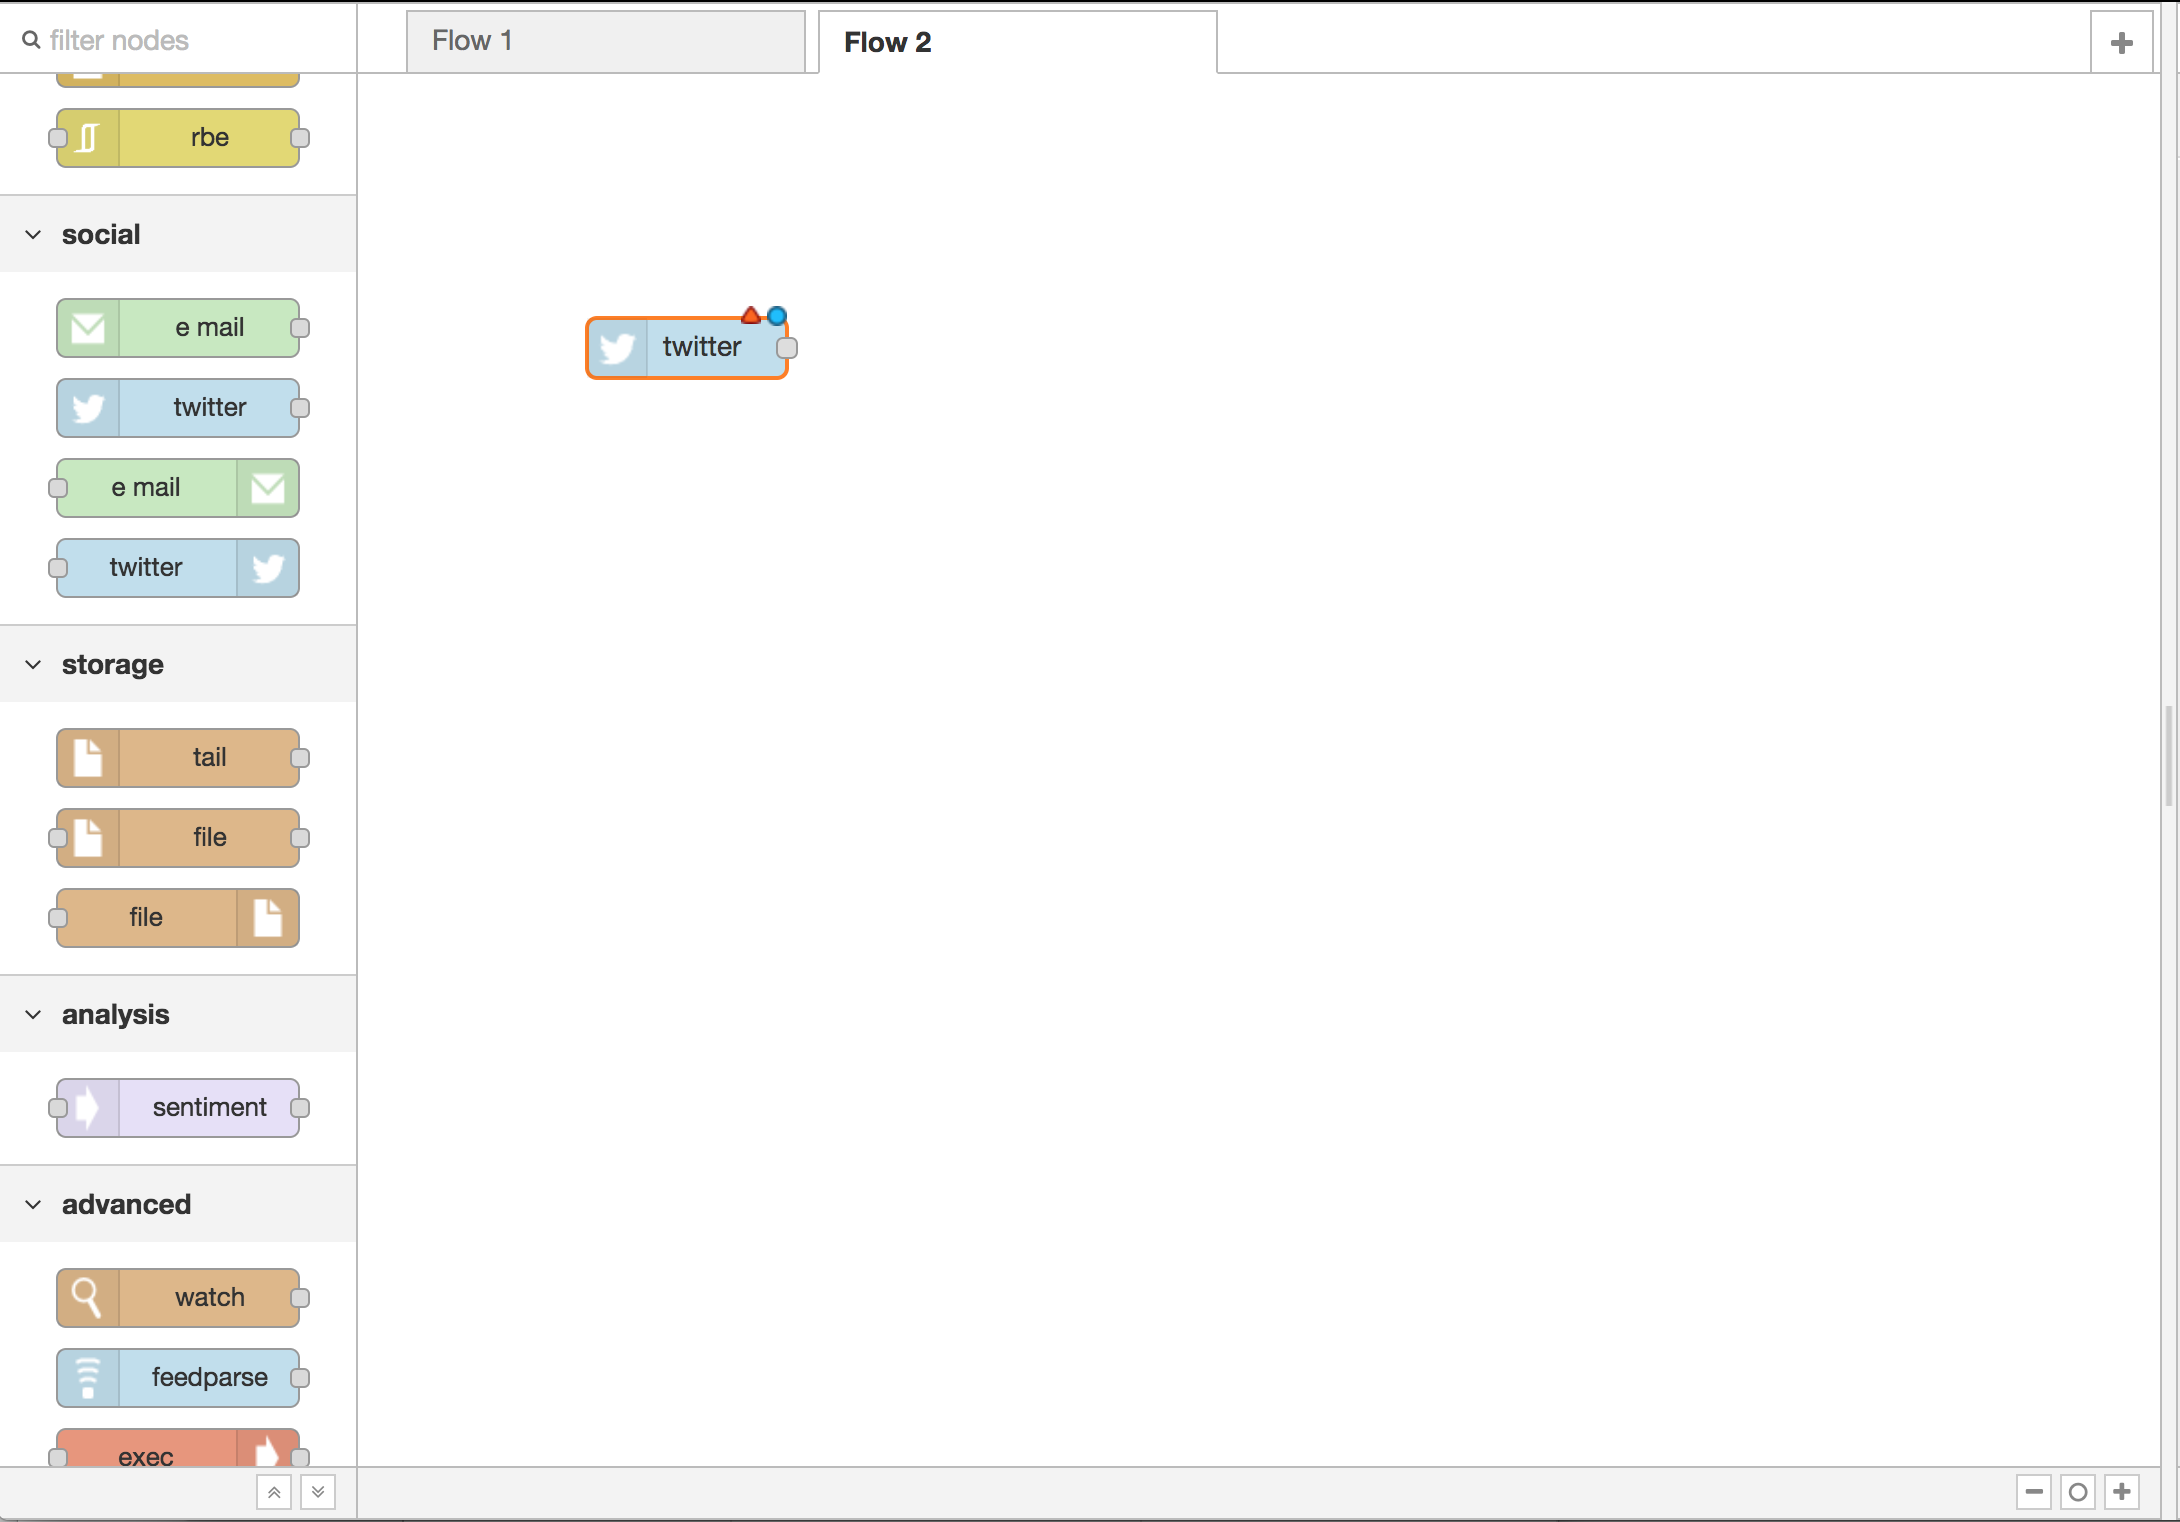 filter nodes
Flow 1
Flow 2
rbe
social
e mail
twitter
e mail
twitter
storage
tail
file
file
analysis
sentiment
advanced
watch
feedparse
exec
twitter